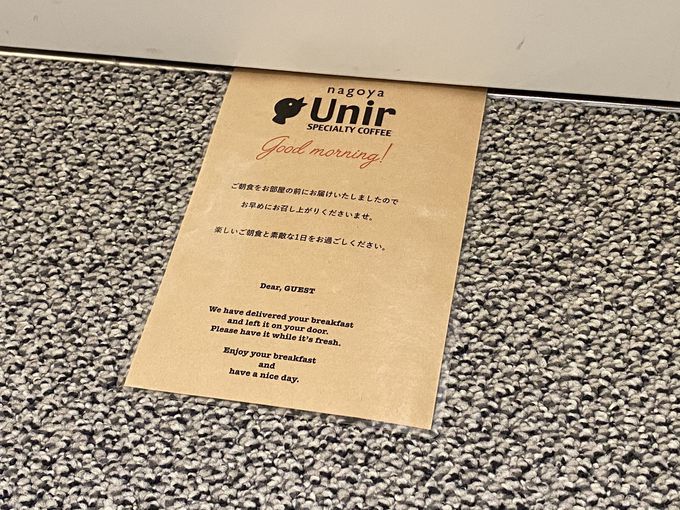 nagoya
Unir
SPECIALTY COFFEE
Good morning!
ご朝食をお部屋の前にお届けいたしましたので
お早めにお召し上がりくださいませ。
楽しいご朝食と素敵な1日をお過ごしください。
Dear, GUEST
We have delivered your breakfast
and left it on your door.
Please have it while it's fresh.
Enjoy your breakfast
and
have a nice day.